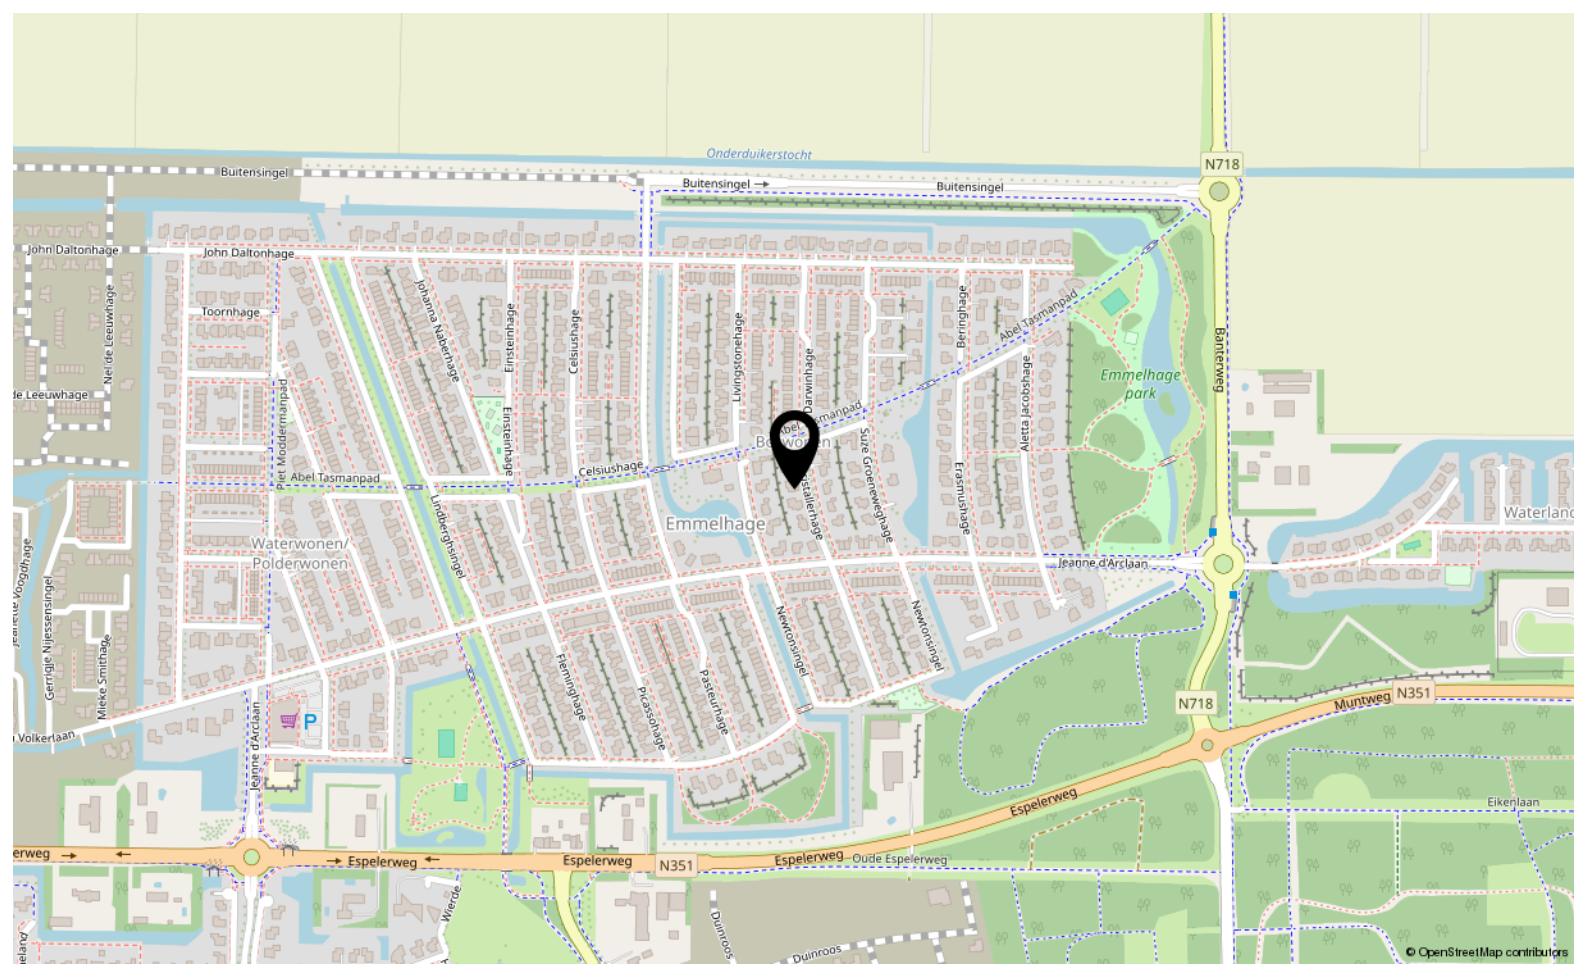 Onderduikerstocht
N718
Buitensingel
Buitensingel
Buitensingel
John Daltonhage
John Daltonhage
Toornhage
Nel de Leeuwhage
de Leeuwhage
Johanna Naberhage
Einsteinhage
Celsiushage
Livingstonehage
Darwinhage
Beringhage
Abel Tasmanpad
Aletta Jacobshage
Emmelhage
park
Banterweg
Piet Moddermanpad
Einsteinhage
Suze Groeneweghage
Erasmushage
Celsiushage
Abel Tasmanpad
Lindberghsingel
Emmelhage
Waterwonen/
Polderwonen
Jeanne d'Arclaan
Gerrigje Nijessensingel
Mieke Smithage
Newtonsingel
Newtonsingel
Fleminghage
Picassohage
Pasteurhage
Jeanne d'Arclaan
P
Volkerlaan
N718
Muntweg
N351
Espelerweg
Eikenlaan
erweg
Espelerweg
Espelerweg
N351
Espelerweg
Oude Espelerweg
Wierde
Duinroos
Duinroos
© OpenStreetMap contributors